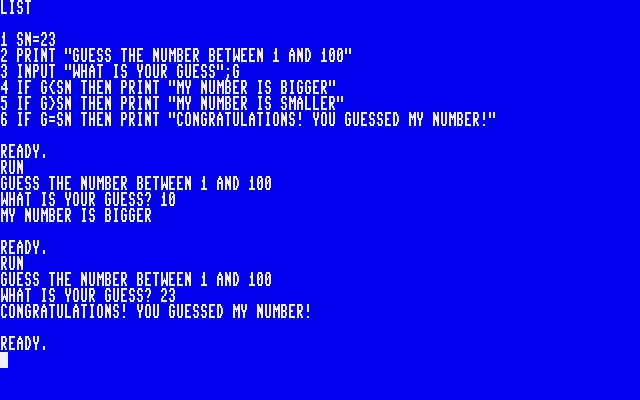 LIST
1 SN=23
2 PRINT "GUESS THE NUMBER BETWEEN 1 AND 100"
3 INPUT "WHAT IS YOUR GUESS";G
4 IF G<SN THEN PRINT "MY NUMBER IS BIGGER"
5 IF G>SN THEN PRINT "MY NUMBER IS SMALLER"
6 IF G=SN THEN PRINT "CONGRATULATIONS! YOU GUESSED MY NUMBER!"
READY.
RUN
GUESS THE NUMBER BETWEEN 1 AND 100
WHAT IS YOUR GUESS? 10
MY NUMBER IS BIGGER
READY.
RUN
GUESS THE NUMBER BETWEEN 1 AND 100
WHAT IS YOUR GUESS? 23
CONGRATULATIONS! YOU GUESSED MY NUMBER!
READY.